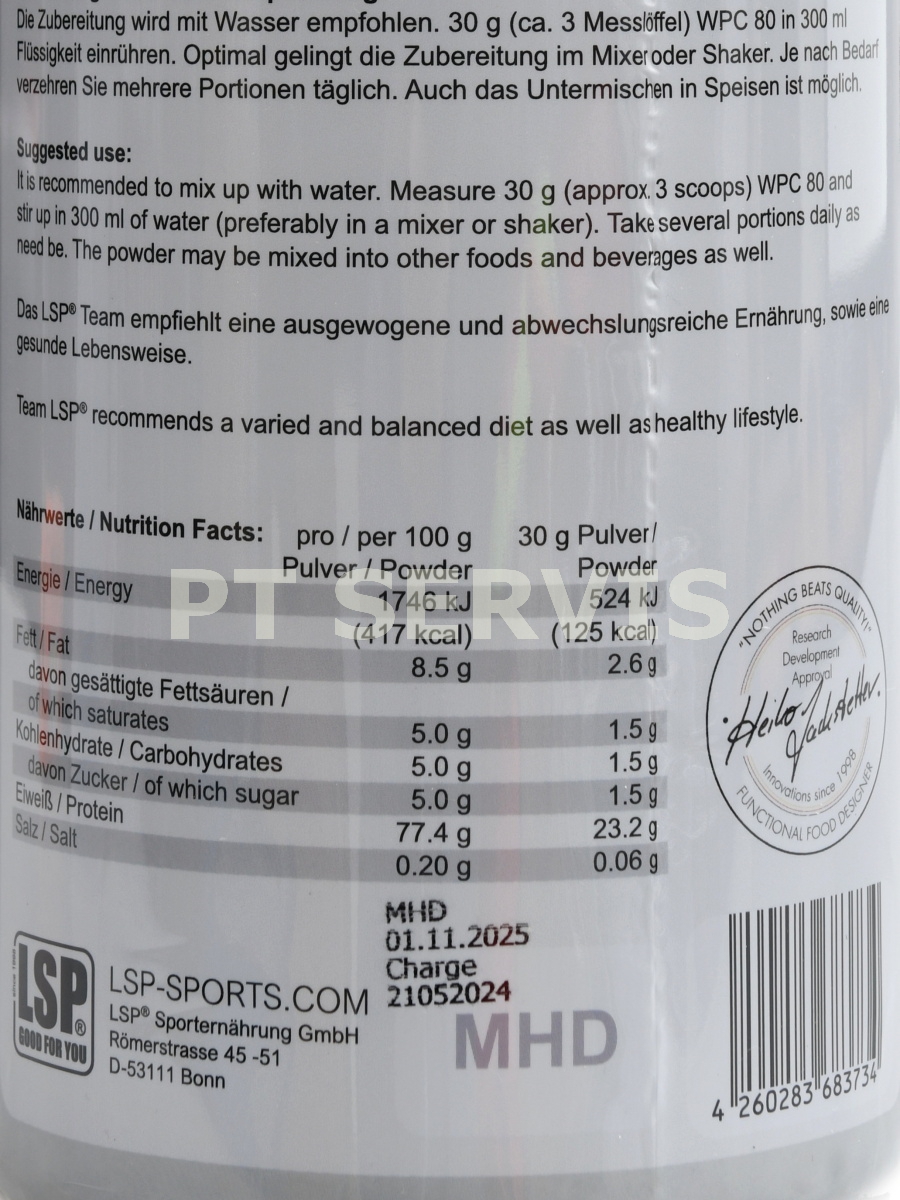 Die Zubereitung wird mit Wasser empfohlen. 30 g (ca. 3 Messlöffel) WPC 80 in 300 ml
Flüssigkeit einrühren. Optimal gelingt die Zubereitung im Mixer oder Shaker. Je nach Bedarf
verzehren Sie mehrere Portionen täglich. Auch das Untermischen in Speisen ist möglich.
Suggested use:
It is recommended to mix up with water. Measure 30 g (approx. 3 scoops) WPC 80 and
stir up in 300 ml of water (preferably in a mixer or shaker). Take several portions daily as
need be. The powder may be mixed into other foods and beverages as well.
Das LSP® Team empfiehlt eine ausgewogene und abwechslungsreiche Ernährung, sowie eine
gesunde Lebensweise.
Team LSP® recommends a varied and balanced diet as well as healthy lifestyle.
Nährwerte / Nutrition Facts: pro / per 100 g 30 g Pulver/
Pulver / Powder Powder
Energie / Energy 1746 kJ 524 kJ
(417 kcal) (125 kcal)
Fett / Fat 8.5 g 2.6 g
davon gesättigte Fettsäuren /
of which saturates 5.0 g 1.5 g
Kohlenhydrate / Carbohydrates 5.0 g 1.5 g
davon Zucker / of which sugar 5.0 g 1.5 g
Eiweiß / Protein 77.4 g 23.2 g
Salz / Salt 0.20 g 0.06 g
PT SERVIS
"NOTHING BEATS QUALITY!"
Research
Development
Approval
Heiko Jackstetter.
Innovations since 1998
FUNCTIONAL FOOD DESIGNER
MHD
01.11.2025
Charge
21052024
MHD
since 1998
LSP®
GOOD FOR YOU
LSP-SPORTS.COM
LSP® Sporternährung GmbH
Römerstrasse 45 -51
D-53111 Bonn
4 260283 683734